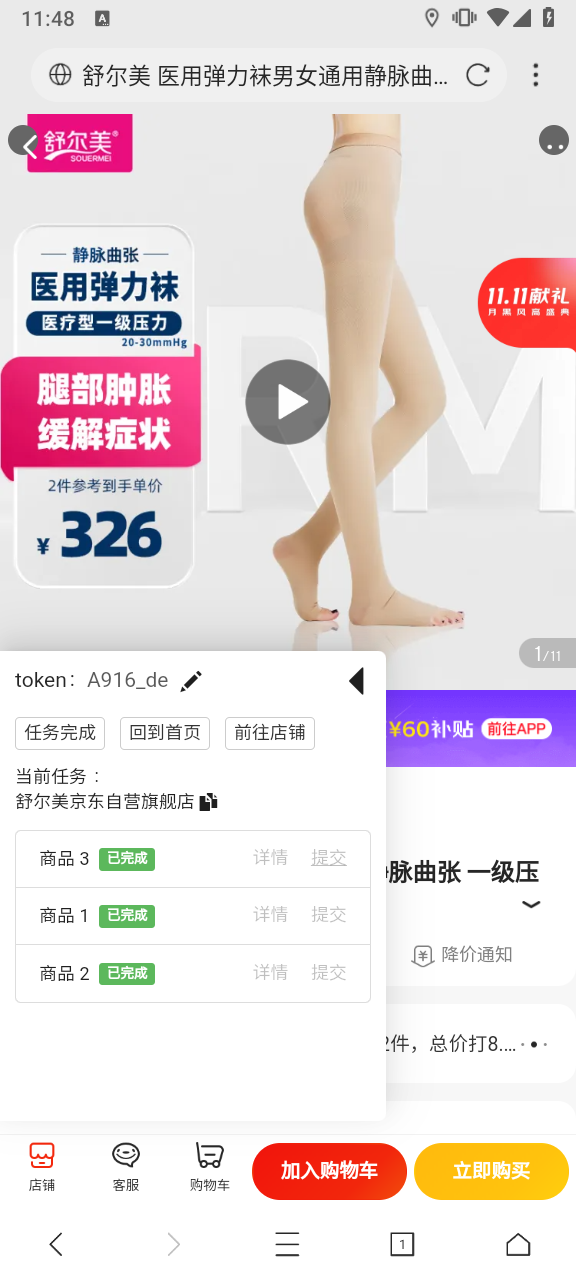 11:48
A
舒尔美 医用弹力袜男女通用静脉曲...
舒尔美®
SOUERMEI
静脉曲张
医用弹力袜
医疗型一级压力
20-30mmHg
腿部肿胀
缓解症状
2件参考到手单价
¥ 326
11.11献礼
月黑风高盛典
RM
1/11
token: A916_de
¥60补贴 前往APP
任务完成 回到首页 前往店铺
当前任务：
舒尔美京东自营旗舰店
商品 3 已完成 详情 提交
商品 1 已完成 详情 提交
商品 2 已完成 详情 提交
脉曲张 一级压
降价通知
2件，总价打8....
店铺 客服 购物车 加入购物车 立即购买
1